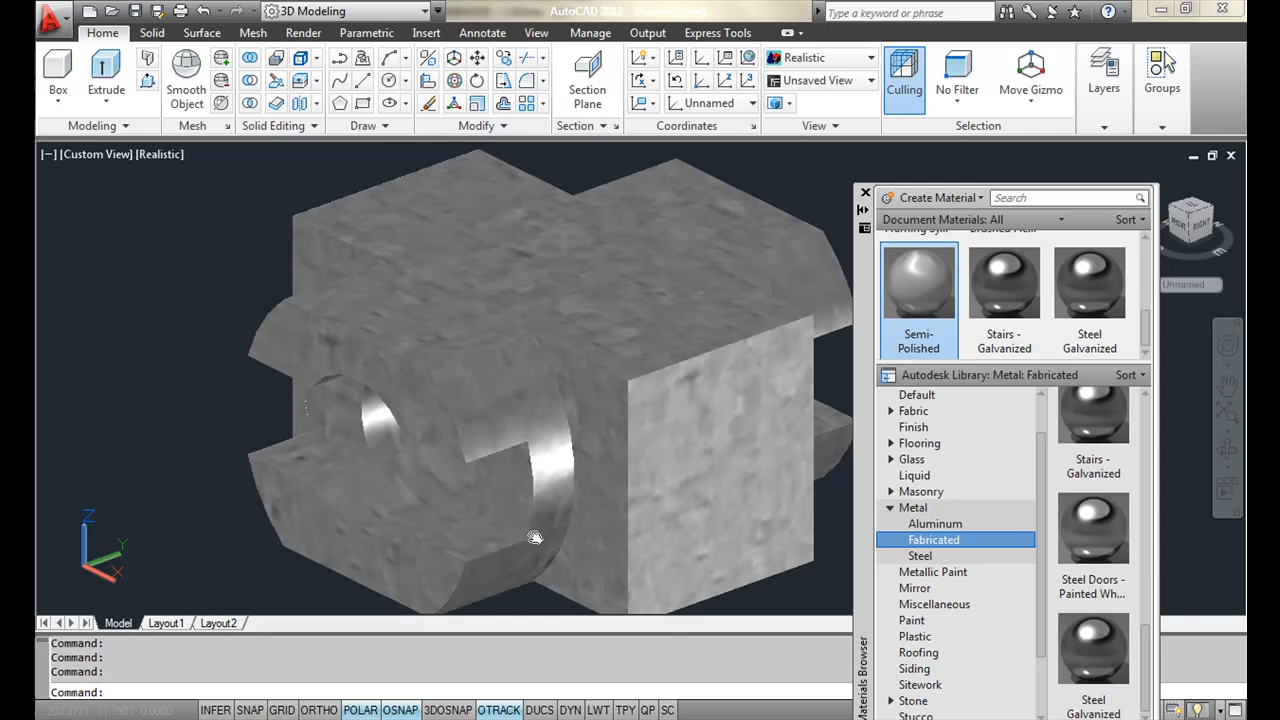 3D Modeling
AutoCAD 2012
Type a keyword or phrase
Home Solid Surface Mesh Render Parametric Insert Annotate View Manage Output Express Tools
Box
Extrude
Smooth Object
Section Plane
Realistic
Unsaved View
Unnamed
Culling
No Filter
Move Gizmo
Layers
Groups
Modeling Mesh Solid Editing Draw Modify Section Coordinates View Selection
[−] [Custom View] [Realistic]
RIGHT
Unnamed
Z
Y
X
Create Material
Search
Document Materials: All
Sort
Semi-Polished
Stairs - Galvanized
Steel Galvanized
Autodesk Library: Metal: Fabricated
Sort
Default
Fabric
Finish
Flooring
Glass
Liquid
Masonry
Metal
Aluminum
Fabricated
Steel
Metallic Paint
Mirror
Miscellaneous
Paint
Plastic
Roofing
Siding
Sitework
Stone
Stucco
Stairs - Galvanized
Steel Doors - Painted Wh...
Steel Galvanized
Materials Browser
Model Layout1 Layout2
Command:
Command:
Command:
Command:
INFER SNAP GRID ORTHO POLAR OSNAP 3DOSNAP OTRACK DUCS DYN LWT TPY QP SC